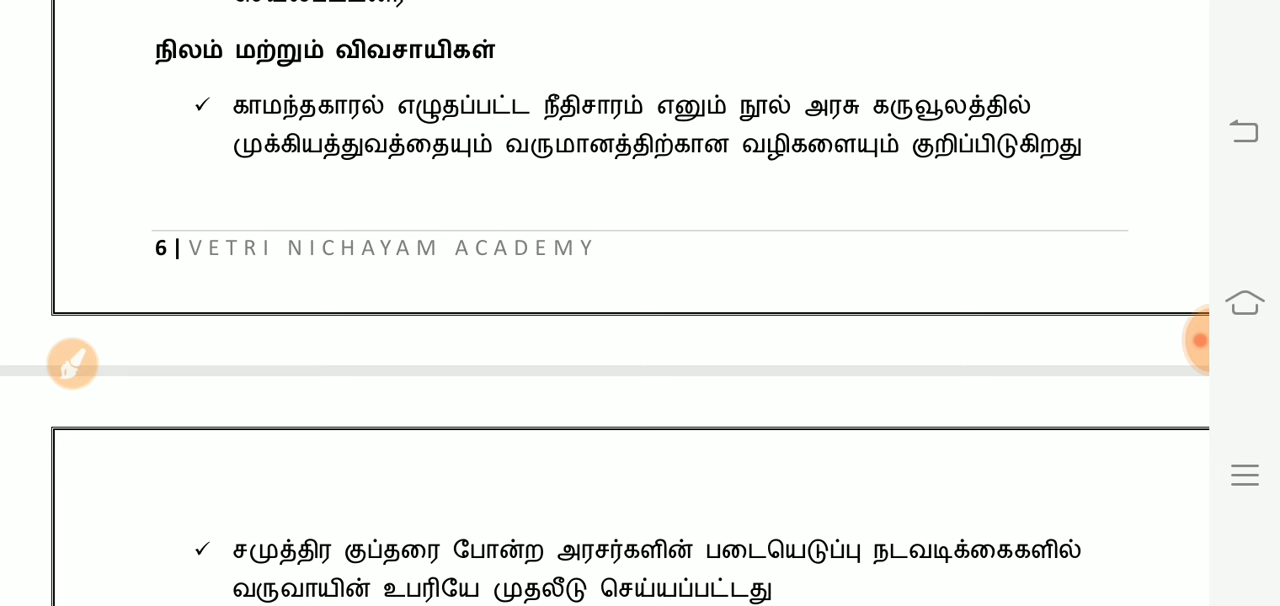 நிலம் மற்றும் விவசாயிகள்
✓ காமந்தகாரல் எழுதப்பட்ட நீதிசாரம் எனும் நூல் அரசு கருவூலத்தில்
முக்கியத்துவத்தையும் வருமானத்திற்கான வழிகளையும் குறிப்பிடுகிறது
6 | VETRI NICHAYAM ACADEMY
✓ சமுத்திர குப்தரை போன்ற அரசர்களின் படையெடுப்பு நடவடிக்கைகளில்
வருவாயின் உபரியே முதலீடு செய்யப்பட்டது